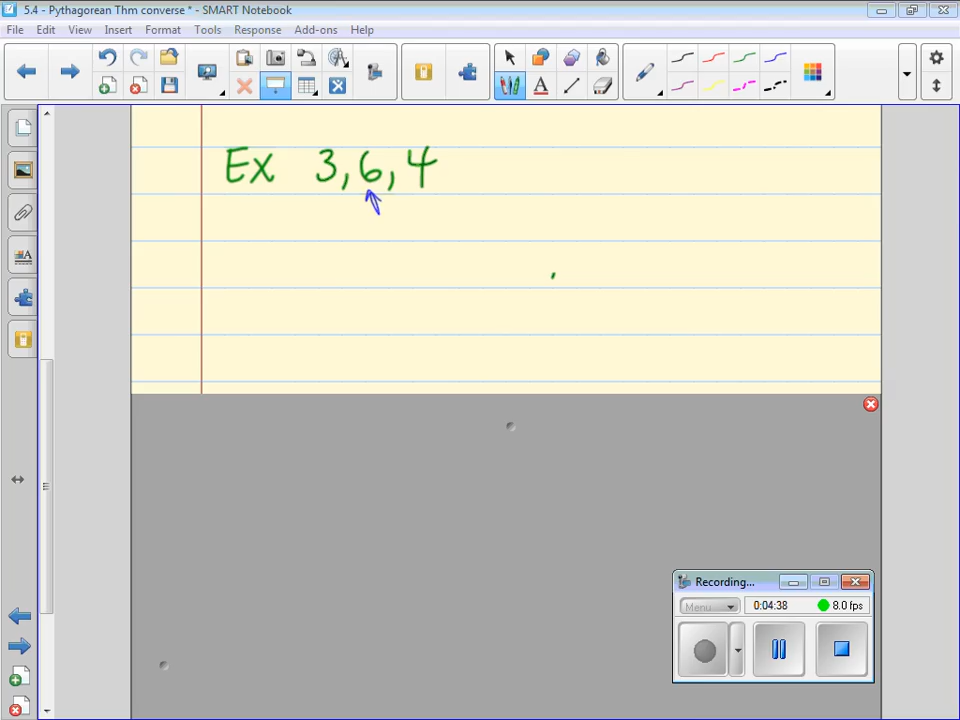 5.4 - Pythagorean Thm converse * - SMART Notebook
File Edit View Insert Format Tools Response Add-ons Help
Ex 3, 6, 4
Recording...
Menu 0:04:38 8.0 fps